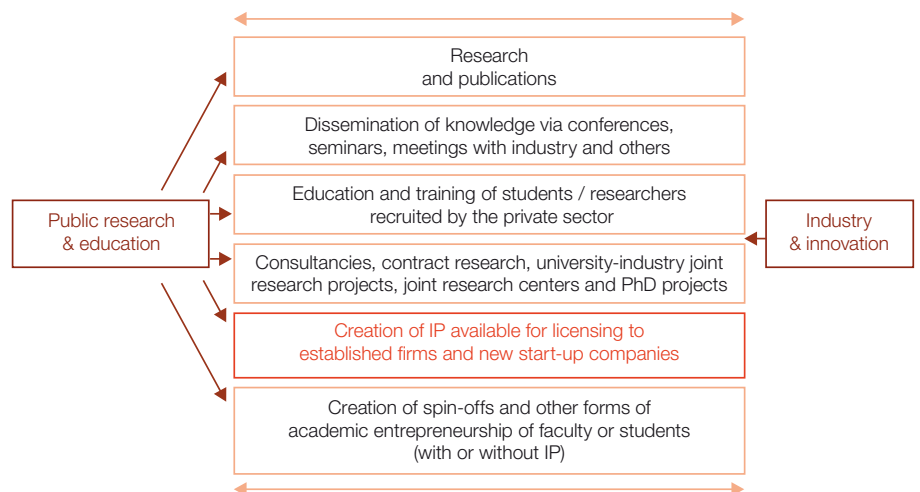 Research
and publications
Dissemination of knowledge via conferences,
seminars, meetings with industry and others
Education and training of students / researchers
recruited by the private sector
Public research
& education
Industry
& innovation
Consultancies, contract research, university-industry joint
research projects, joint research centers and PhD projects
Creation of IP available for licensing to
established firms and new start-up companies
Creation of spin-offs and other forms of
academic entrepreneurship of faculty or students
(with or without IP)